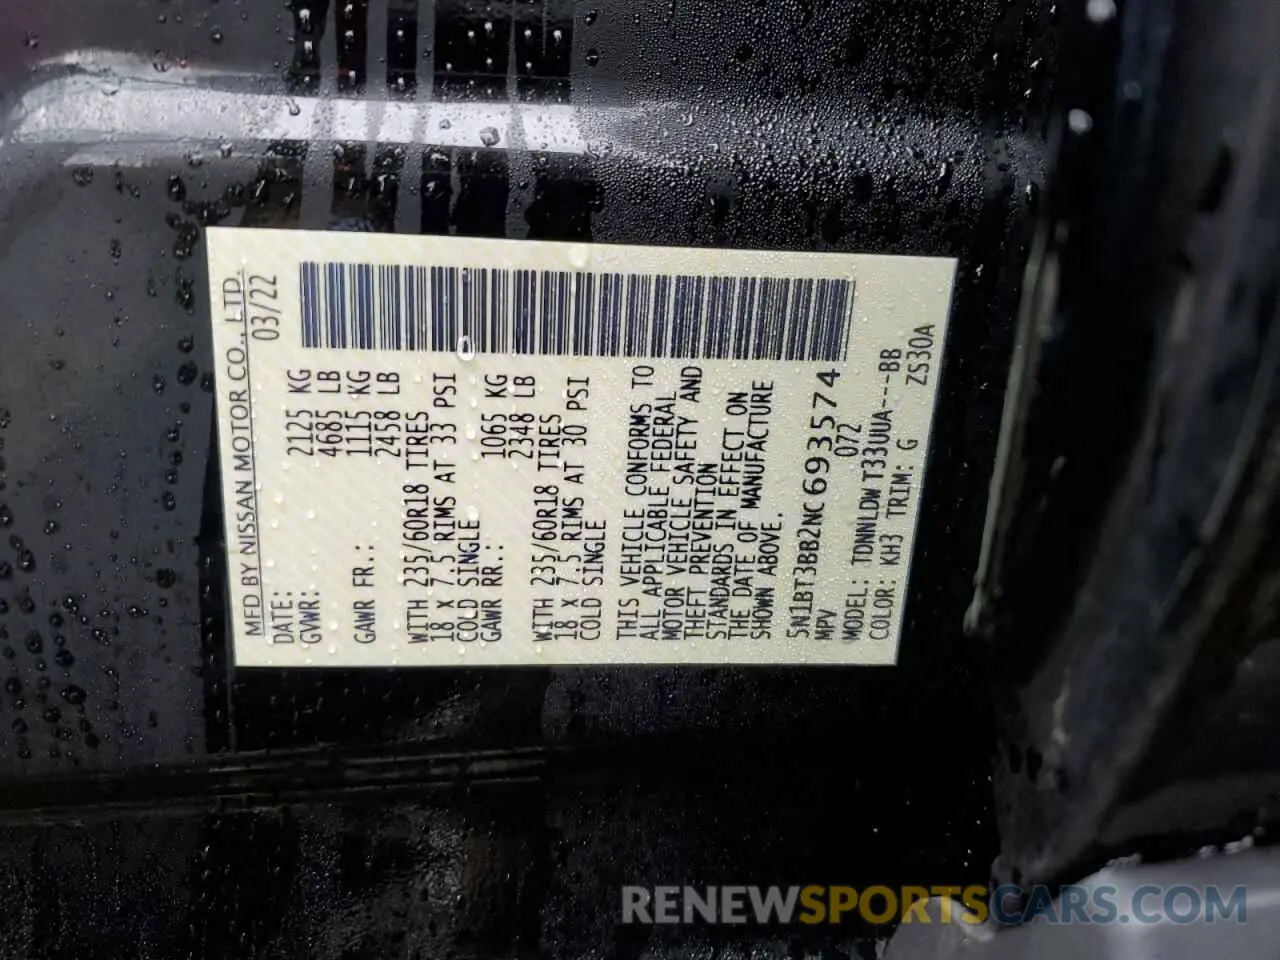 MFD BY NISSAN MOTOR CO., LTD.
DATE: 03/22
GVWR: 2125 KG
4685 LB
GAWR FR.: 1115 KG
2458 LB
WITH 235/60R18 TIRES
18 X 7.5 RIMS AT 33 PSI
COLD SINGLE
GAWR RR.: 1065 KG
2348 LB
WITH 235/60R18 TIRES
18 X 7.5 RIMS AT 30 PSI
COLD SINGLE
THIS VEHICLE CONFORMS TO
ALL APPLICABLE FEDERAL
MOTOR VEHICLE SAFETY AND
THEFT PREVENTION
STANDARDS IN EFFECT ON
THE DATE OF MANUFACTURE
SHOWN ABOVE.
5N1BT3BB2NC693574
MPV 072
MODEL: TDNNLDW T33UUA---BB
COLOR: KH3 TRIM: G ZS30A
RENEWSPORTSCARS.COM